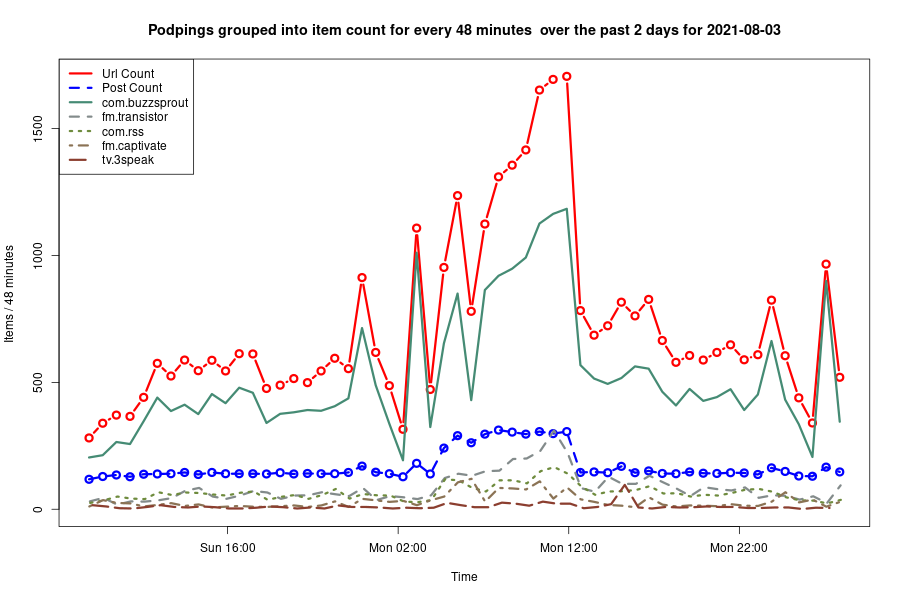 Podpings grouped into item count for every 48 minutes  over the past 2 days for 2021-08-03
Url Count
Post Count
com.buzzsprout
fm.transistor
com.rss
fm.captivate
tv.3speak
1500
1000
500
0
Items / 48 minutes
Sun 16:00
Mon 02:00
Mon 12:00
Mon 22:00
Time